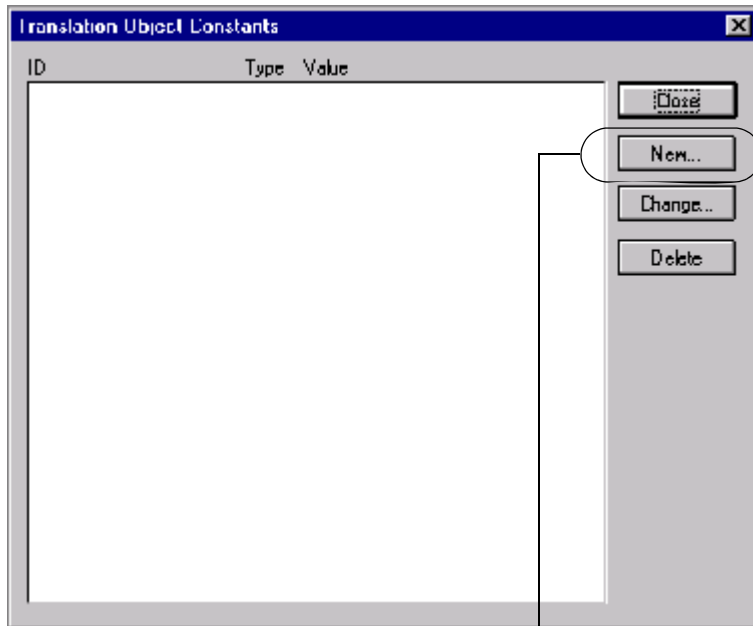 Translation Object Constants
ID Type Value
Close
New...
Change...
Delete